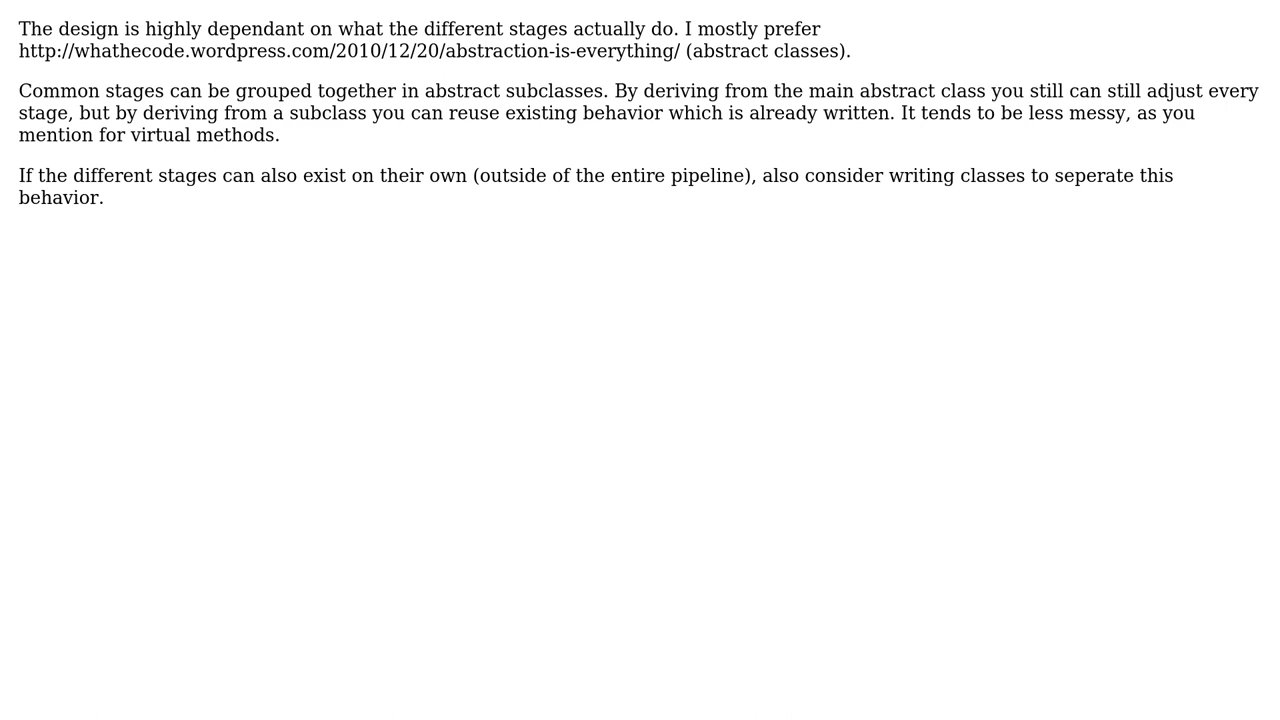 The design is highly dependant on what the different stages actually do. I mostly prefer
http://whathecode.wordpress.com/2010/12/20/abstraction-is-everything/ (abstract classes).
Common stages can be grouped together in abstract subclasses. By deriving from the main abstract class you still can still adjust every
stage, but by deriving from a subclass you can reuse existing behavior which is already written. It tends to be less messy, as you
mention for virtual methods.
If the different stages can also exist on their own (outside of the entire pipeline), also consider writing classes to seperate this
behavior.